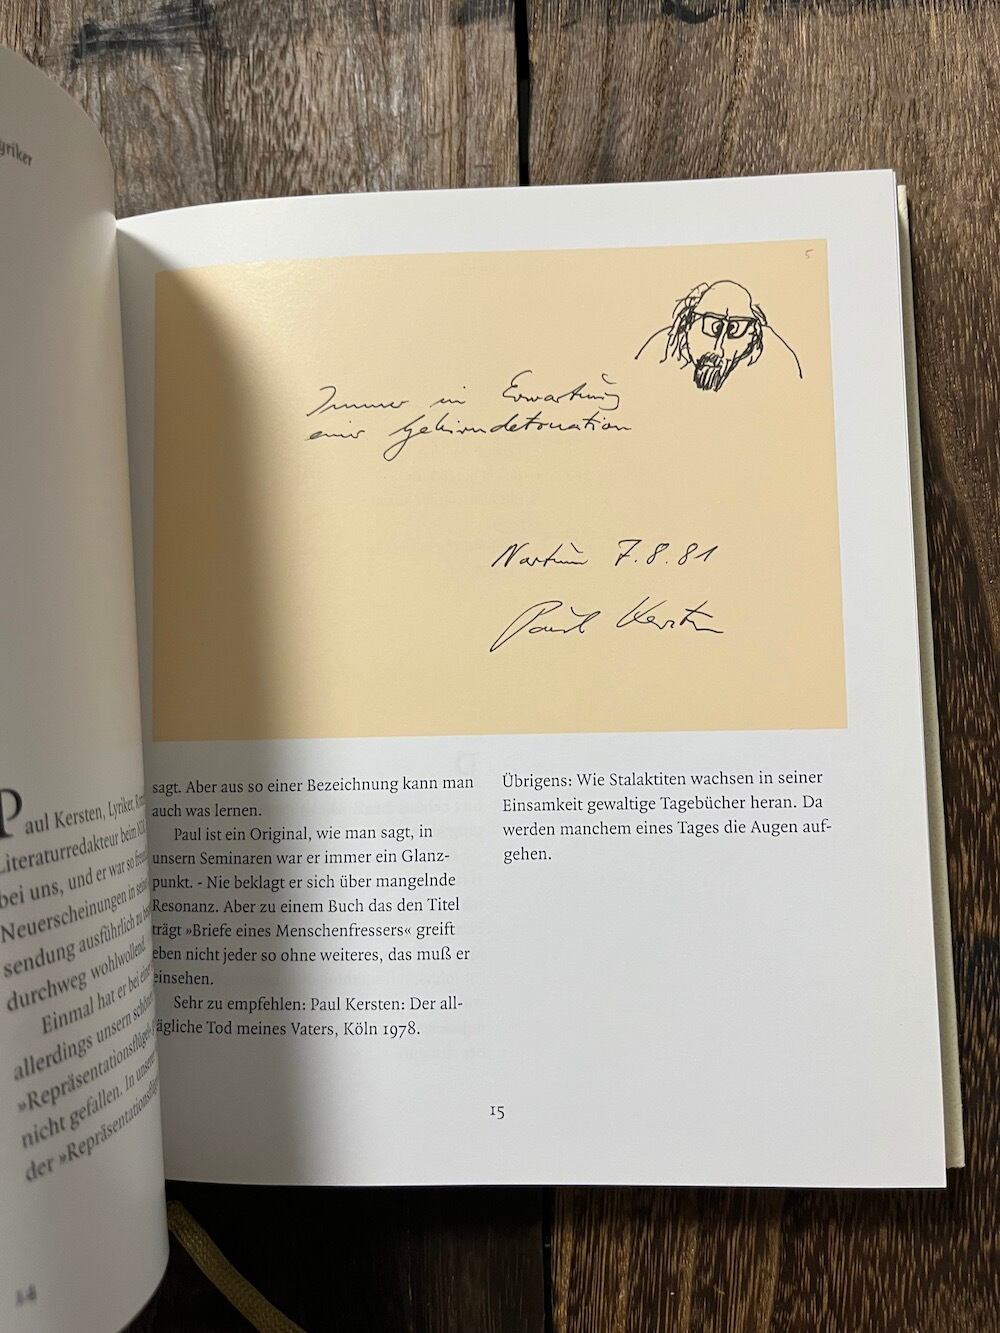 yriker
Paul Kersten, Lyriker,
Literaturredakteur beim
bei uns, und er war so
Neuerscheinungen in
sendung ausführlich zu
durchweg wohlwollend.
Einmal hat er bei
allerdings unsern
»Repräsentationsflügel«
nicht gefallen. In unserer
der »Repräsentationsflügel
14
5
Immer in Erwartung
einer Gehirndetonation
Nartum 7.8.81
Paul Kersten
sagt. Aber aus so einer Bezeichnung kann man
auch was lernen.
Paul ist ein Original, wie man sagt, in
unsern Seminaren war er immer ein Glanz-
punkt. - Nie beklagt er sich über mangelnde
Resonanz. Aber zu einem Buch das den Titel
trägt »Briefe eines Menschenfressers« greift
eben nicht jeder so ohne weiteres, das muß er
einsehen.
Sehr zu empfehlen: Paul Kersten: Der all-
tägliche Tod meines Vaters, Köln 1978.
Übrigens: Wie Stalaktiten wachsen in seiner
Einsamkeit gewaltige Tagebücher heran. Da
werden manchem eines Tages die Augen auf-
gehen.
15